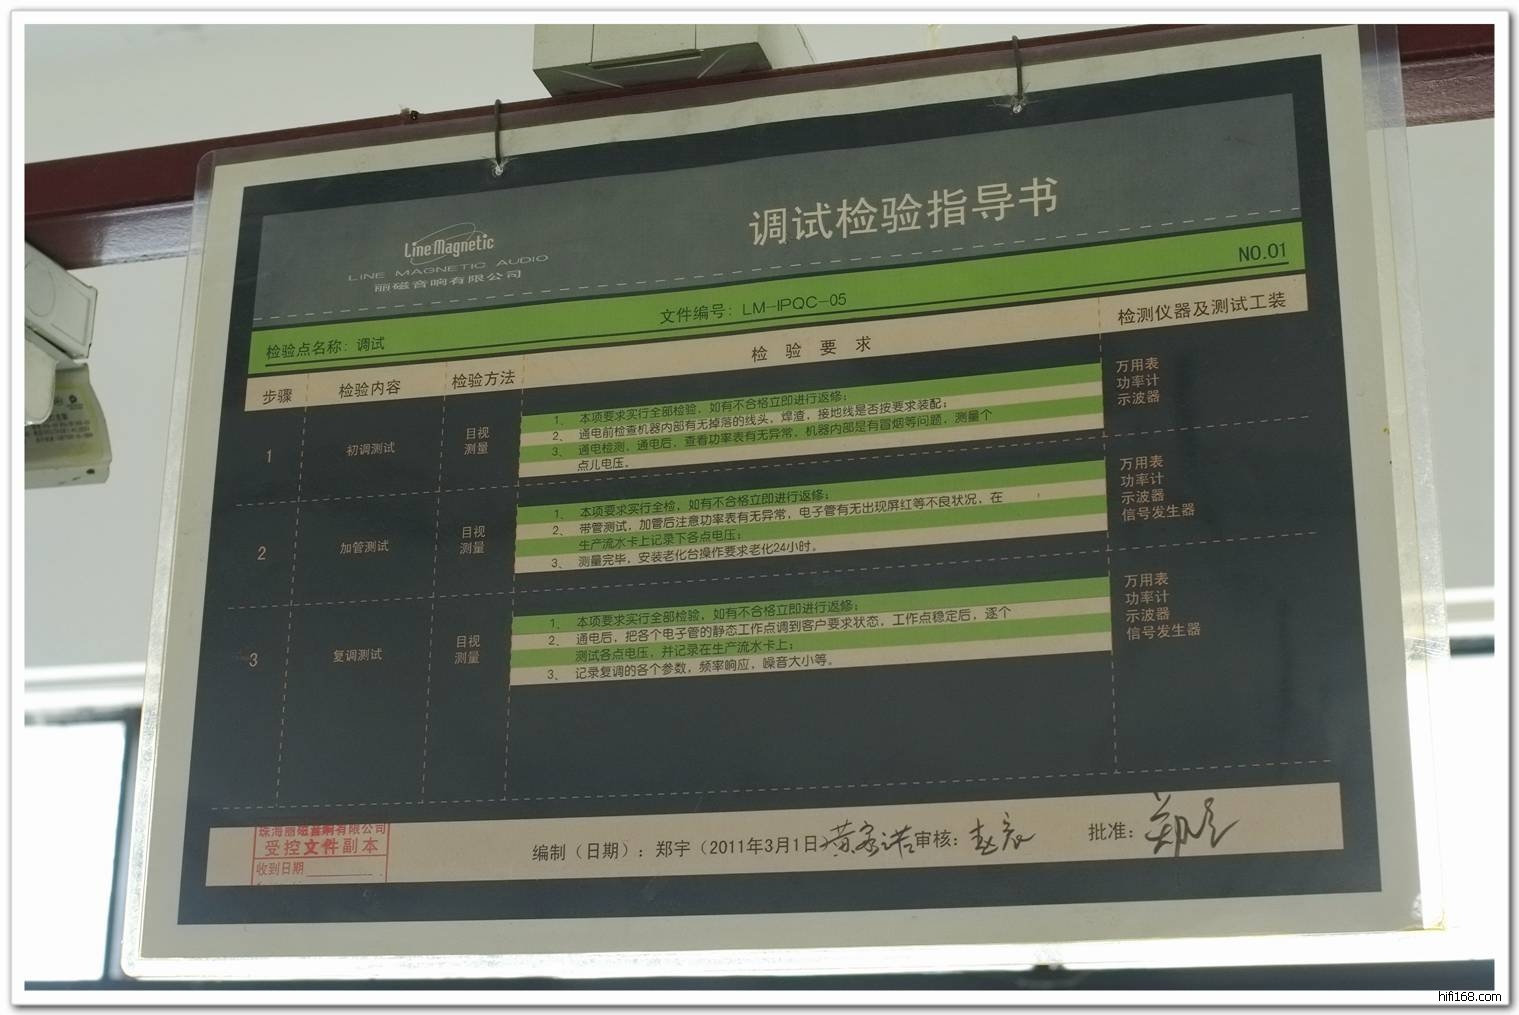 调试检验指导书
Line Magnetic
LINE MAGNETIC AUDIO
丽磁音响有限公司
NO.01
检验点名称：调试
文件编号：LM-IPQC-05
步骤
检验内容
检验方法
检验要求
检测仪器及测试工装
1
初调测试
目视
测量
1、本项要求实行全部检验，如有不合格立即进行返修；
2、通电前检查机器内部有无掉落的线头，焊渣，接地线是否按要求装配；
3、通电检测、通电后，查看功率表有无异常，机器内部是有冒烟等问题，测量个
点儿电压。
万用表
功率计
示波器
2
加管测试
目视
测量
1、本项要求实行全检，如有不合格立即进行返修；
2、带管测试，加管后注意功率表有无异常，电子管有无出现屏红等不良状况，在
生产流水卡上记录下各点电压；
3、测量完毕，安装老化台操作要求老化24小时。
万用表
功率计
示波器
信号发生器
3
复调测试
目视
测量
1、本项要求实行全部检验，如有不合格立即进行返修；
2、通电后，把各个电子管的静态工作点调到客户要求状态，工作点稳定后，逐个
测试各点电压，并记录在生产流水卡上；
3、记录复调的各个参数，频率响应，噪音大小等。
万用表
功率计
示波器
信号发生器
珠海丽磁音响有限公司
受控文件副本
收到日期
编制（日期）：郑宇（2011年3月1日 审核： 批准：
hifi168.com